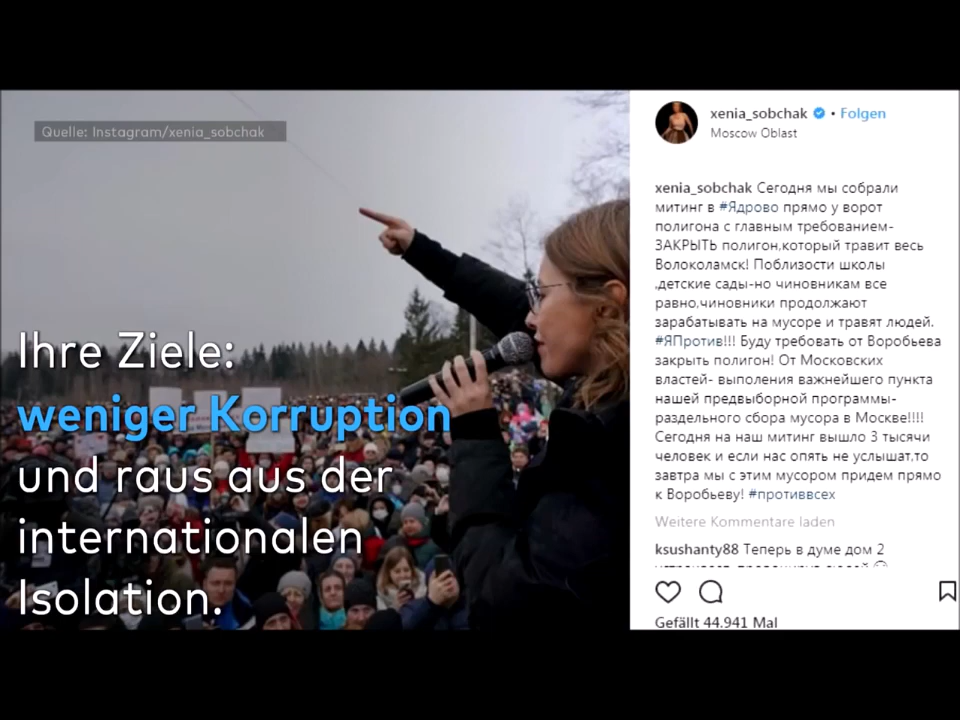 Quelle: Instagram/xenia_sobchak
Ihre Ziele:
weniger Korruption
und raus aus der
internationalen
Isolation.
xenia_sobchak • Folgen
Moscow Oblast
xenia_sobchak Сегодня мы собрали
митинг в #Ядрово прямо у ворот
полигона с главным требованием-
ЗАКРЫТЬ полигон,который травит весь
Волоколамск! Поблизости школы
,детские сады-но чиновникам все
равно,чиновники продолжают
зарабатывать на мусоре и травят людей.
#ЯПротив!!! Буду требовать от Воробьева
закрыть полигон! От Московских
властей- выполения важнейшего пункта
нашей предвыборной программы-
раздельного сбора мусора в Москве!!!!
Сегодня на наш митинг вышло 3 тысячи
человек и если нас опять не услышат,то
завтра мы с этим мусором придем прямо
к Воробьеву! #противвсех
Weitere Kommentare laden
ksushanty88 Теперь в думе дом 2
Gefällt 44.941 Mal